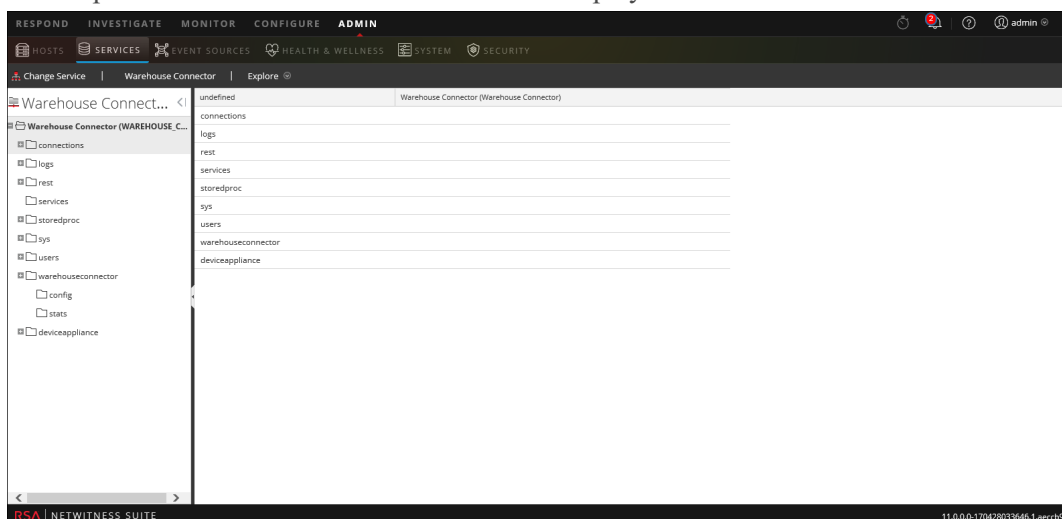 RESPOND INVESTIGATE MONITOR CONFIGURE ADMIN 2 admin
HOSTS SERVICES EVENT SOURCES HEALTH & WELLNESS SYSTEM SECURITY
Change Service | Warehouse Connector | Explore
Warehouse Connect...
undefined Warehouse Connector (Warehouse Connector)
Warehouse Connector (WAREHOUSE_C...
connections
logs
rest
services
storedproc
sys
users
warehouseconnector
config
stats
deviceappliance
connections
logs
rest
services
storedproc
sys
users
warehouseconnector
deviceappliance
RSA | NETWITNESS SUITE